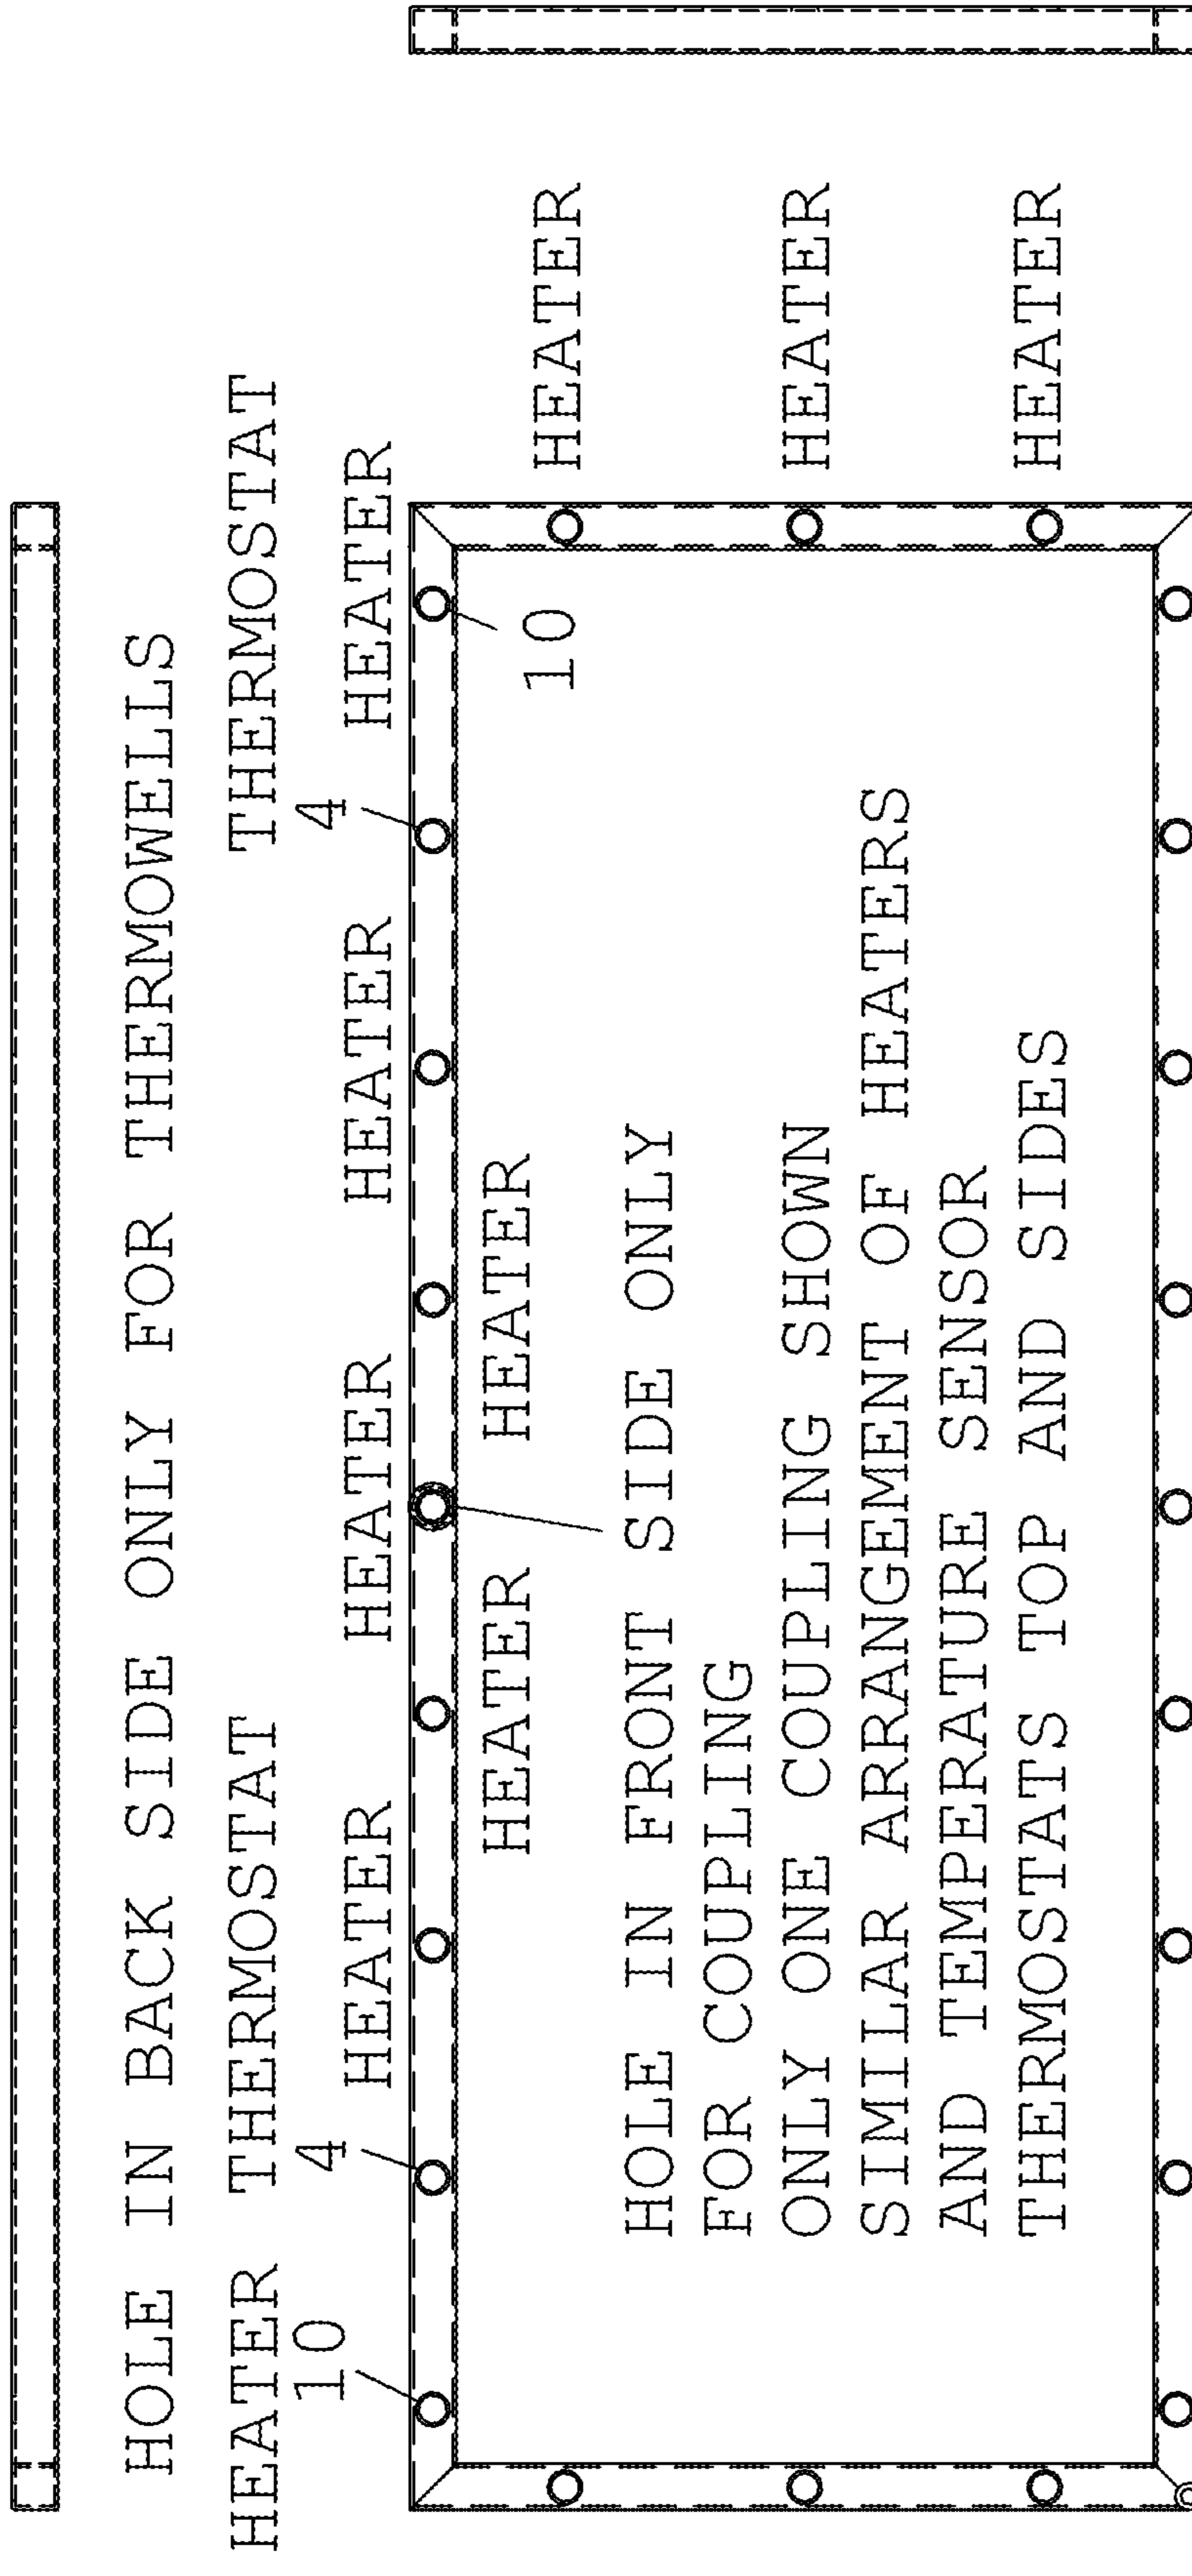 HOLE IN BACK SIDE ONLY FOR THERMOWELLS
HEATER THERMOSTAT THERMOSTAT
10 4 4
HEATER HEATER HEATER HEATER
HEATER HEATER
10 HEATER
HOLE IN FRONT SIDE ONLY
FOR COUPLING
ONLY ONE COUPLING SHOWN HEATER
SIMILAR ARRANGEMENT OF HEATERS
AND TEMPERATURE SENSOR
THERMOSTATS TOP AND SIDES HEATER